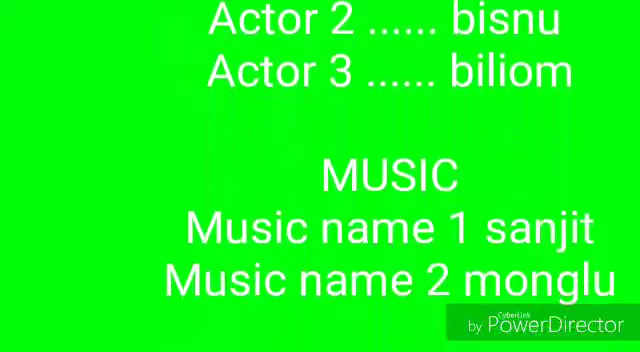 Actor 2 ...... bisnu
Actor 3 ...... biliom
MUSIC
Music name 1 sanjit
Music name 2 monglu
CyberLink
by PowerDirector